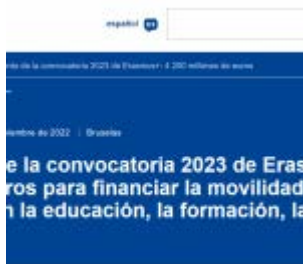 español ES
de la convocatoria 2023 de Erasmus+: 4 200 millones de euros
de 2022 | Bruselas
e la convocatoria 2023 de Eras
ros para financiar la movilidad
n la educación, la formación, la